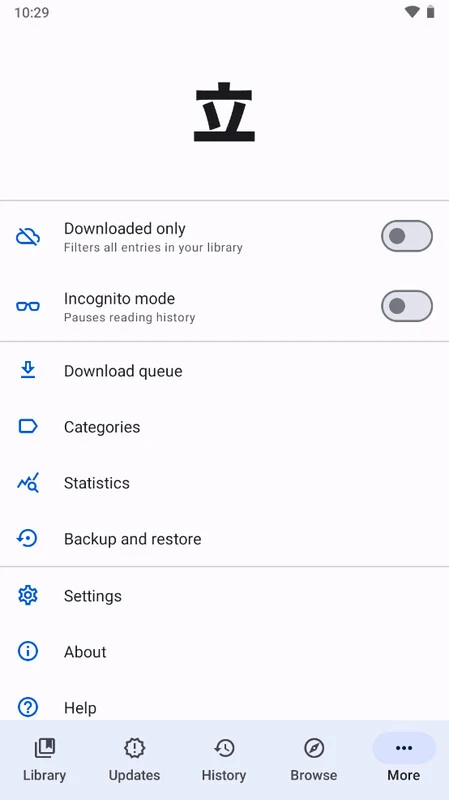 10:29
立
Downloaded only
Filters all entries in your library
Incognito mode
Pauses reading history
Download queue
Categories
Statistics
Backup and restore
Settings
About
Help
Library
Updates
History
Browse
More